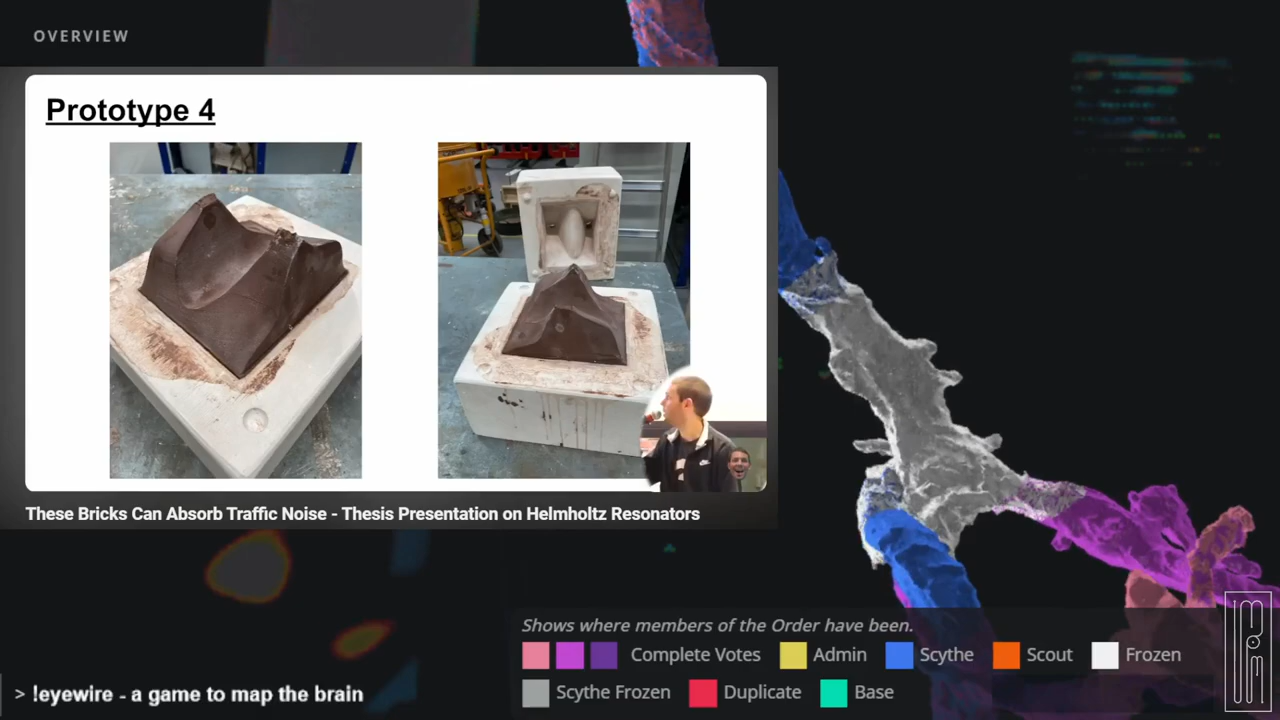 OVERVIEW
Prototype 4
These Bricks Can Absorb Traffic Noise - Thesis Presentation on Helmholtz Resonators
Shows where members of the Order have been.
Complete Votes Admin Scythe Scout Frozen
Scythe Frozen Duplicate Base
> !eyewire - a game to map the brain